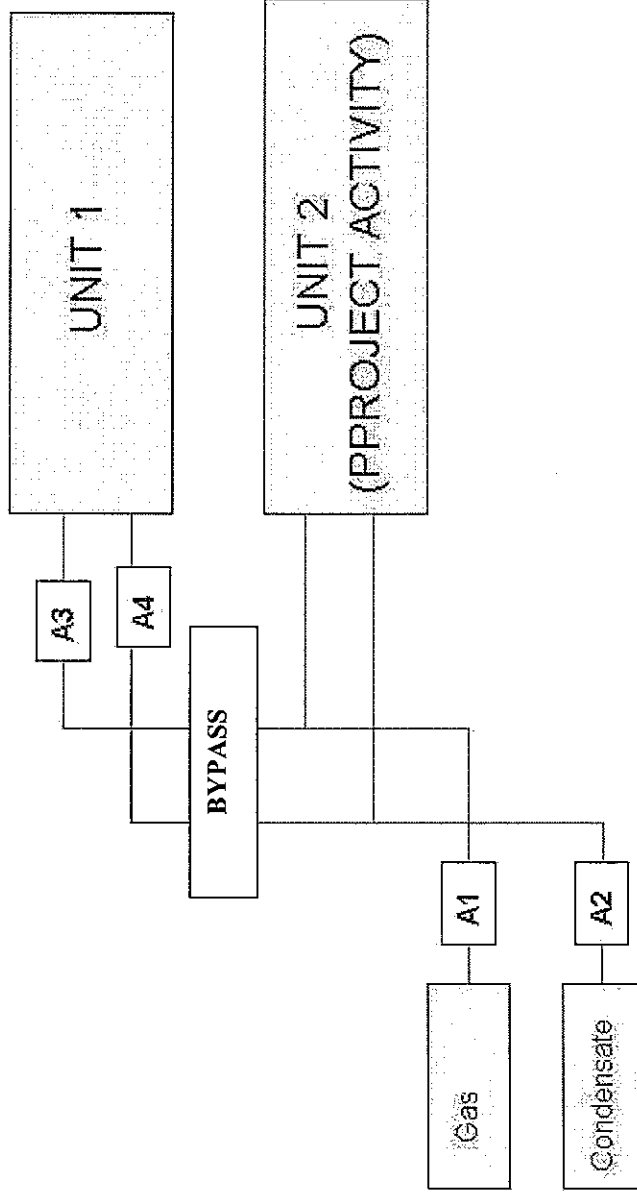 UNIT 1
UNIT 2
(PPROJECT ACTIVITY)
A3
A4
BYPASS
A1
A2
Gas
Condensate